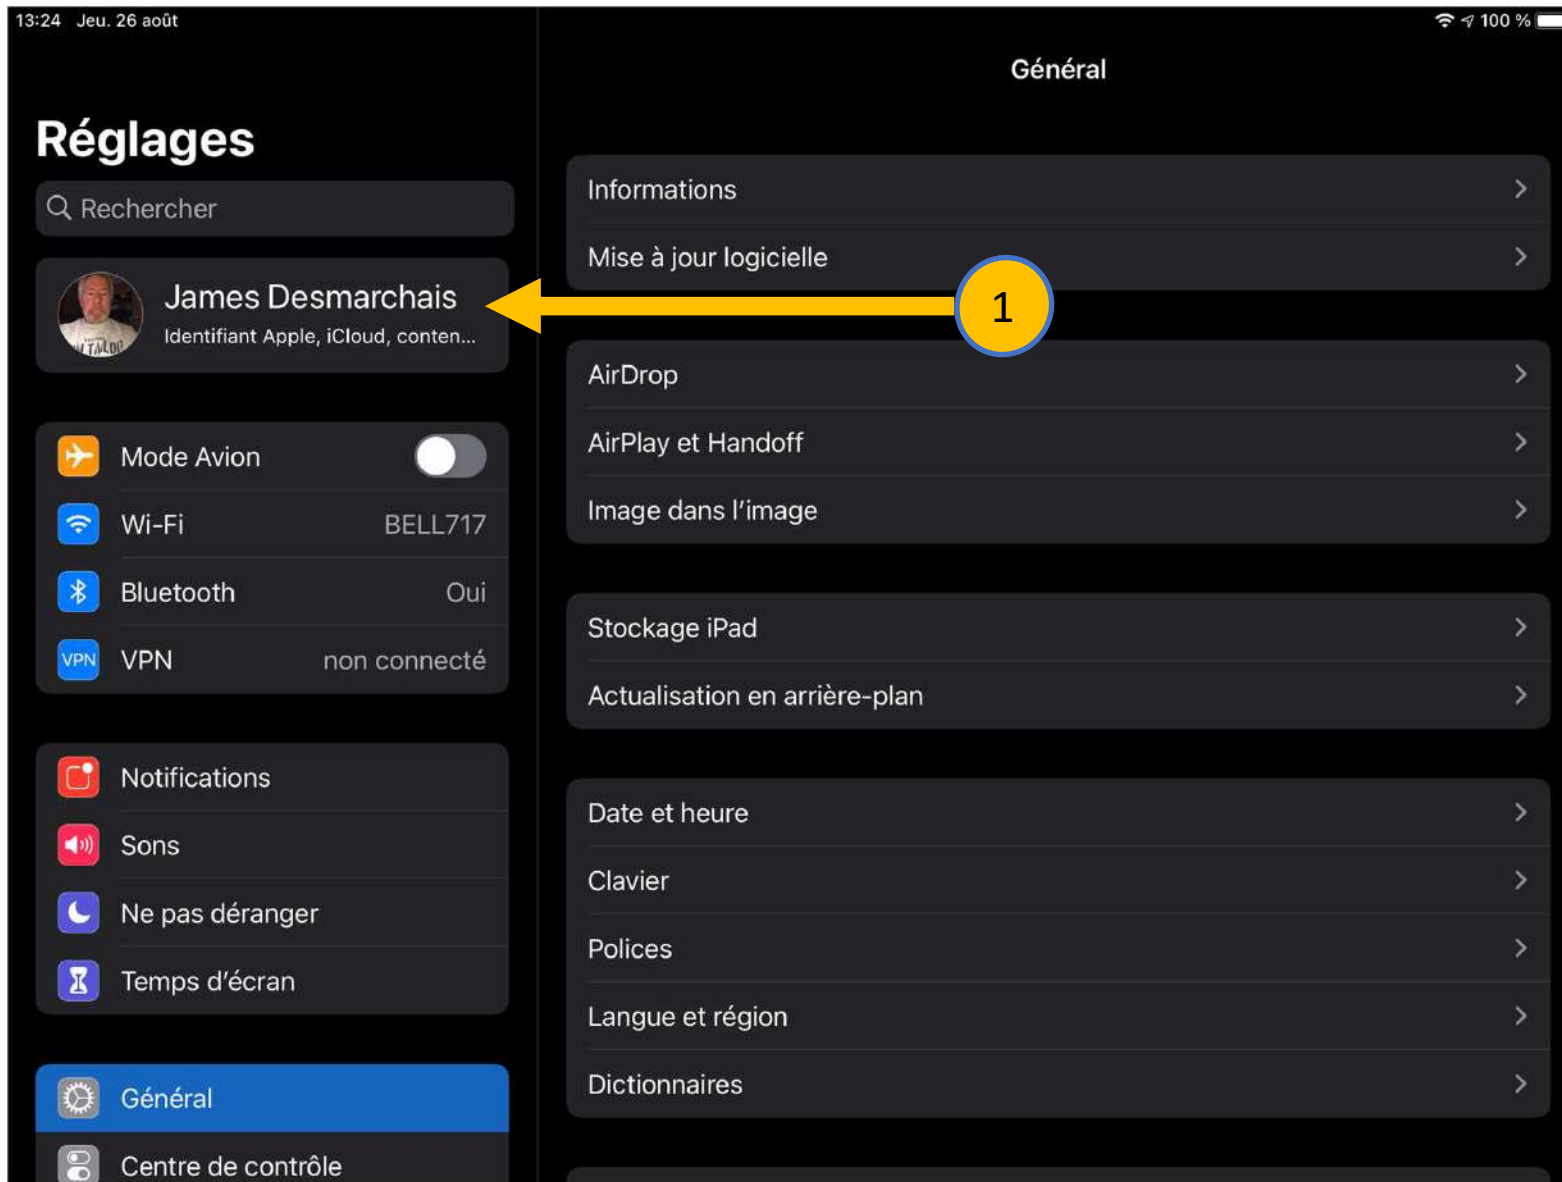 13:24 Jeu. 26 août
100 %
Réglages
Rechercher
James Desmarchais
Identifiant Apple, iCloud, conten...
Mode Avion
Wi-Fi BELL717
Bluetooth Oui
VPN VPN non connecté
Notifications
Sons
Ne pas déranger
Temps d’écran
Général
Centre de contrôle
Général
Informations
Mise à jour logicielle
1
AirDrop
AirPlay et Handoff
Image dans l’image
Stockage iPad
Actualisation en arrière-plan
Date et heure
Clavier
Polices
Langue et région
Dictionnaires